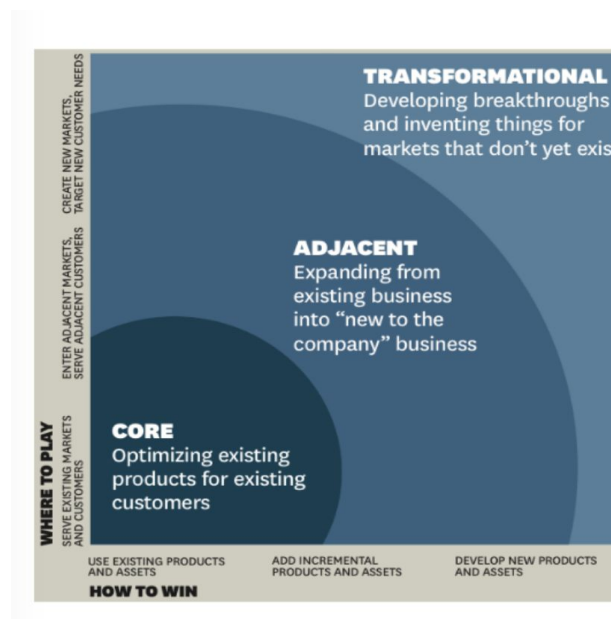 TRANSFORMATIONAL
Developing breakthroughs
and inventing things for
markets that don't yet exis
ADJACENT
Expanding from
existing business
into "new to the
company" business
CORE
Optimizing existing
products for existing
customers
WHERE TO PLAY
CREATE NEW MARKETS,
TARGET NEW CUSTOMER NEEDS
ENTER ADJACENT MARKETS,
SERVE ADJACENT CUSTOMERS
SERVE EXISTING MARKETS
AND CUSTOMERS
USE EXISTING PRODUCTS
AND ASSETS
ADD INCREMENTAL
PRODUCTS AND ASSETS
DEVELOP NEW PRODUCTS
AND ASSETS
HOW TO WIN